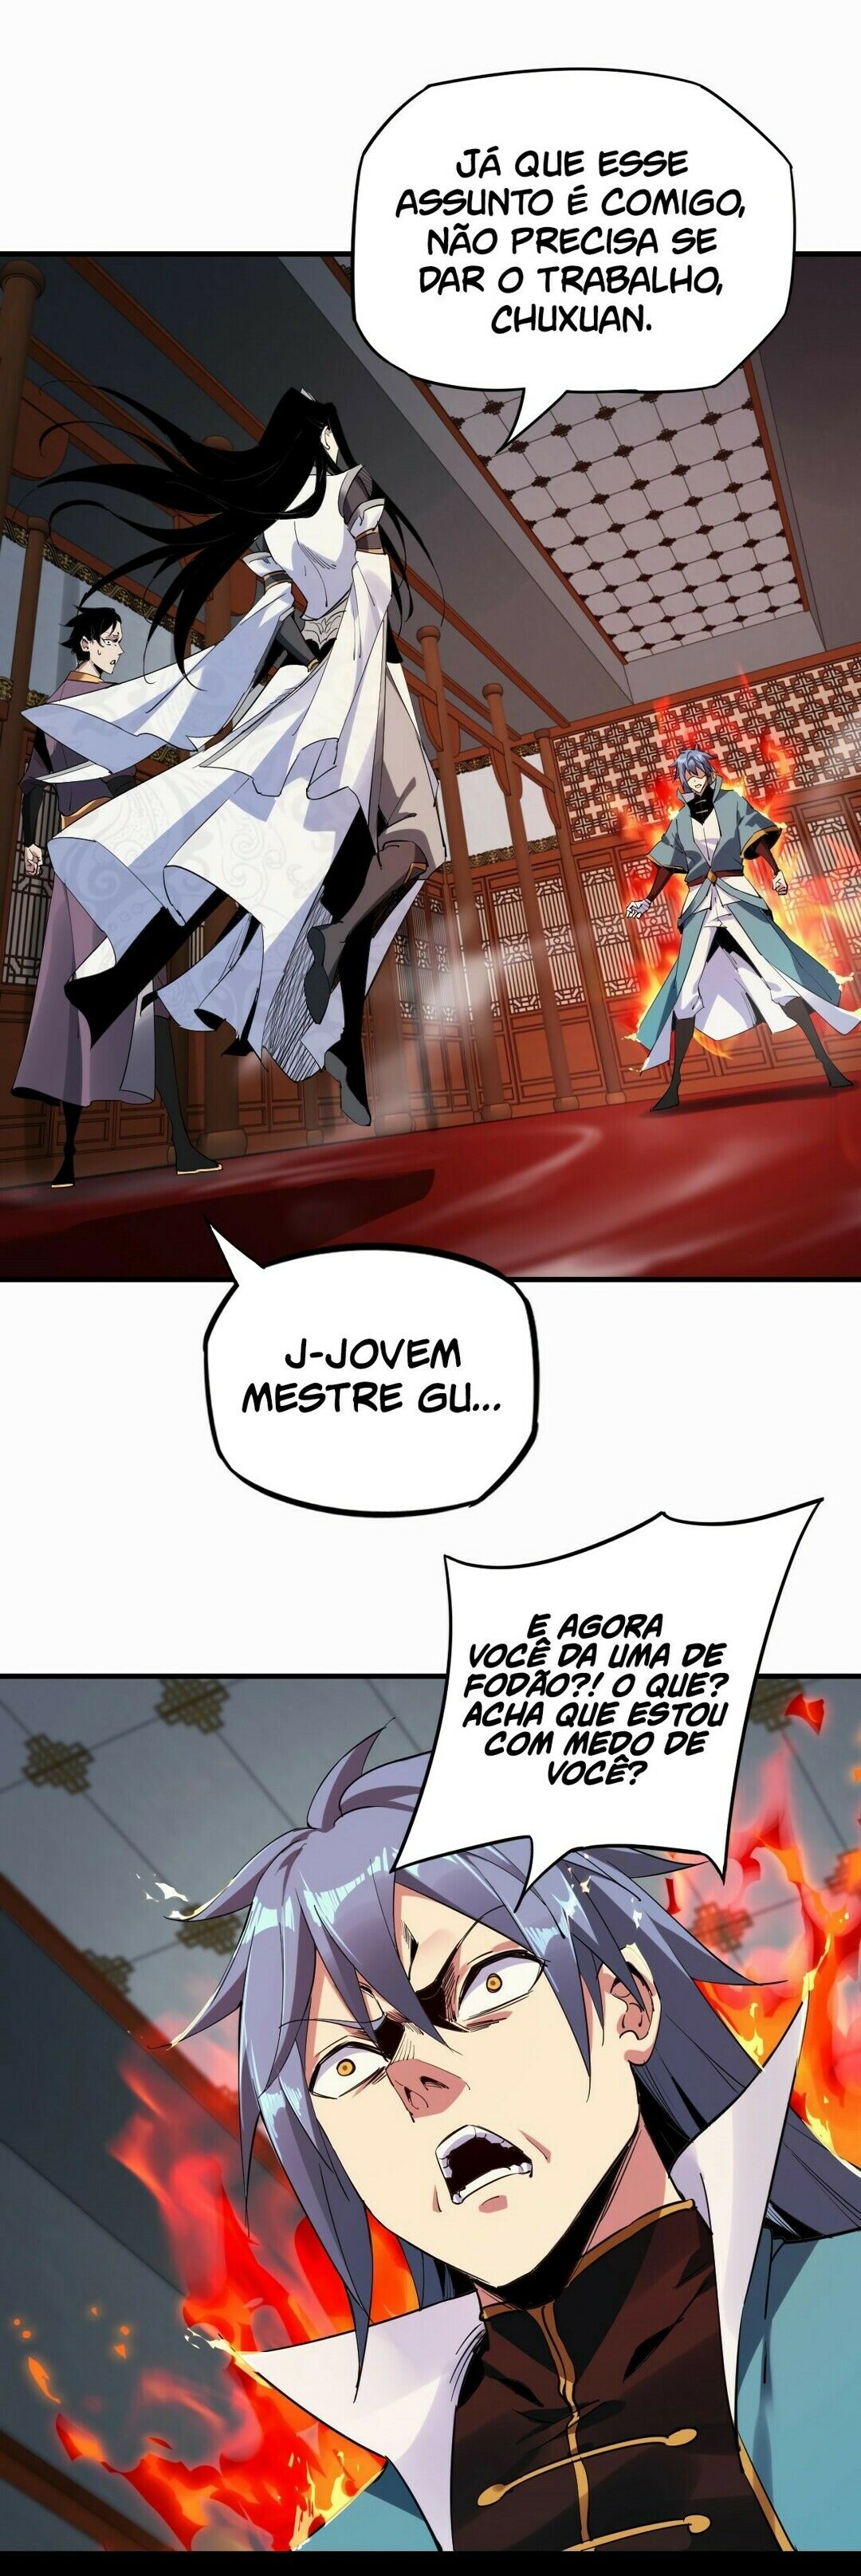 JÁ QUE ESSE
ASSUNTO É COMIGO,
NÃO PRECISA SE
DAR O TRABALHO,
CHUXUAN.
J-JOVEM
MESTRE GU...
E AGORA
VOCÊ DA UMA DE
FODÃO?! O QUE?
ACHA QUE ESTOU
COM MEDO DE
VOCÊ?